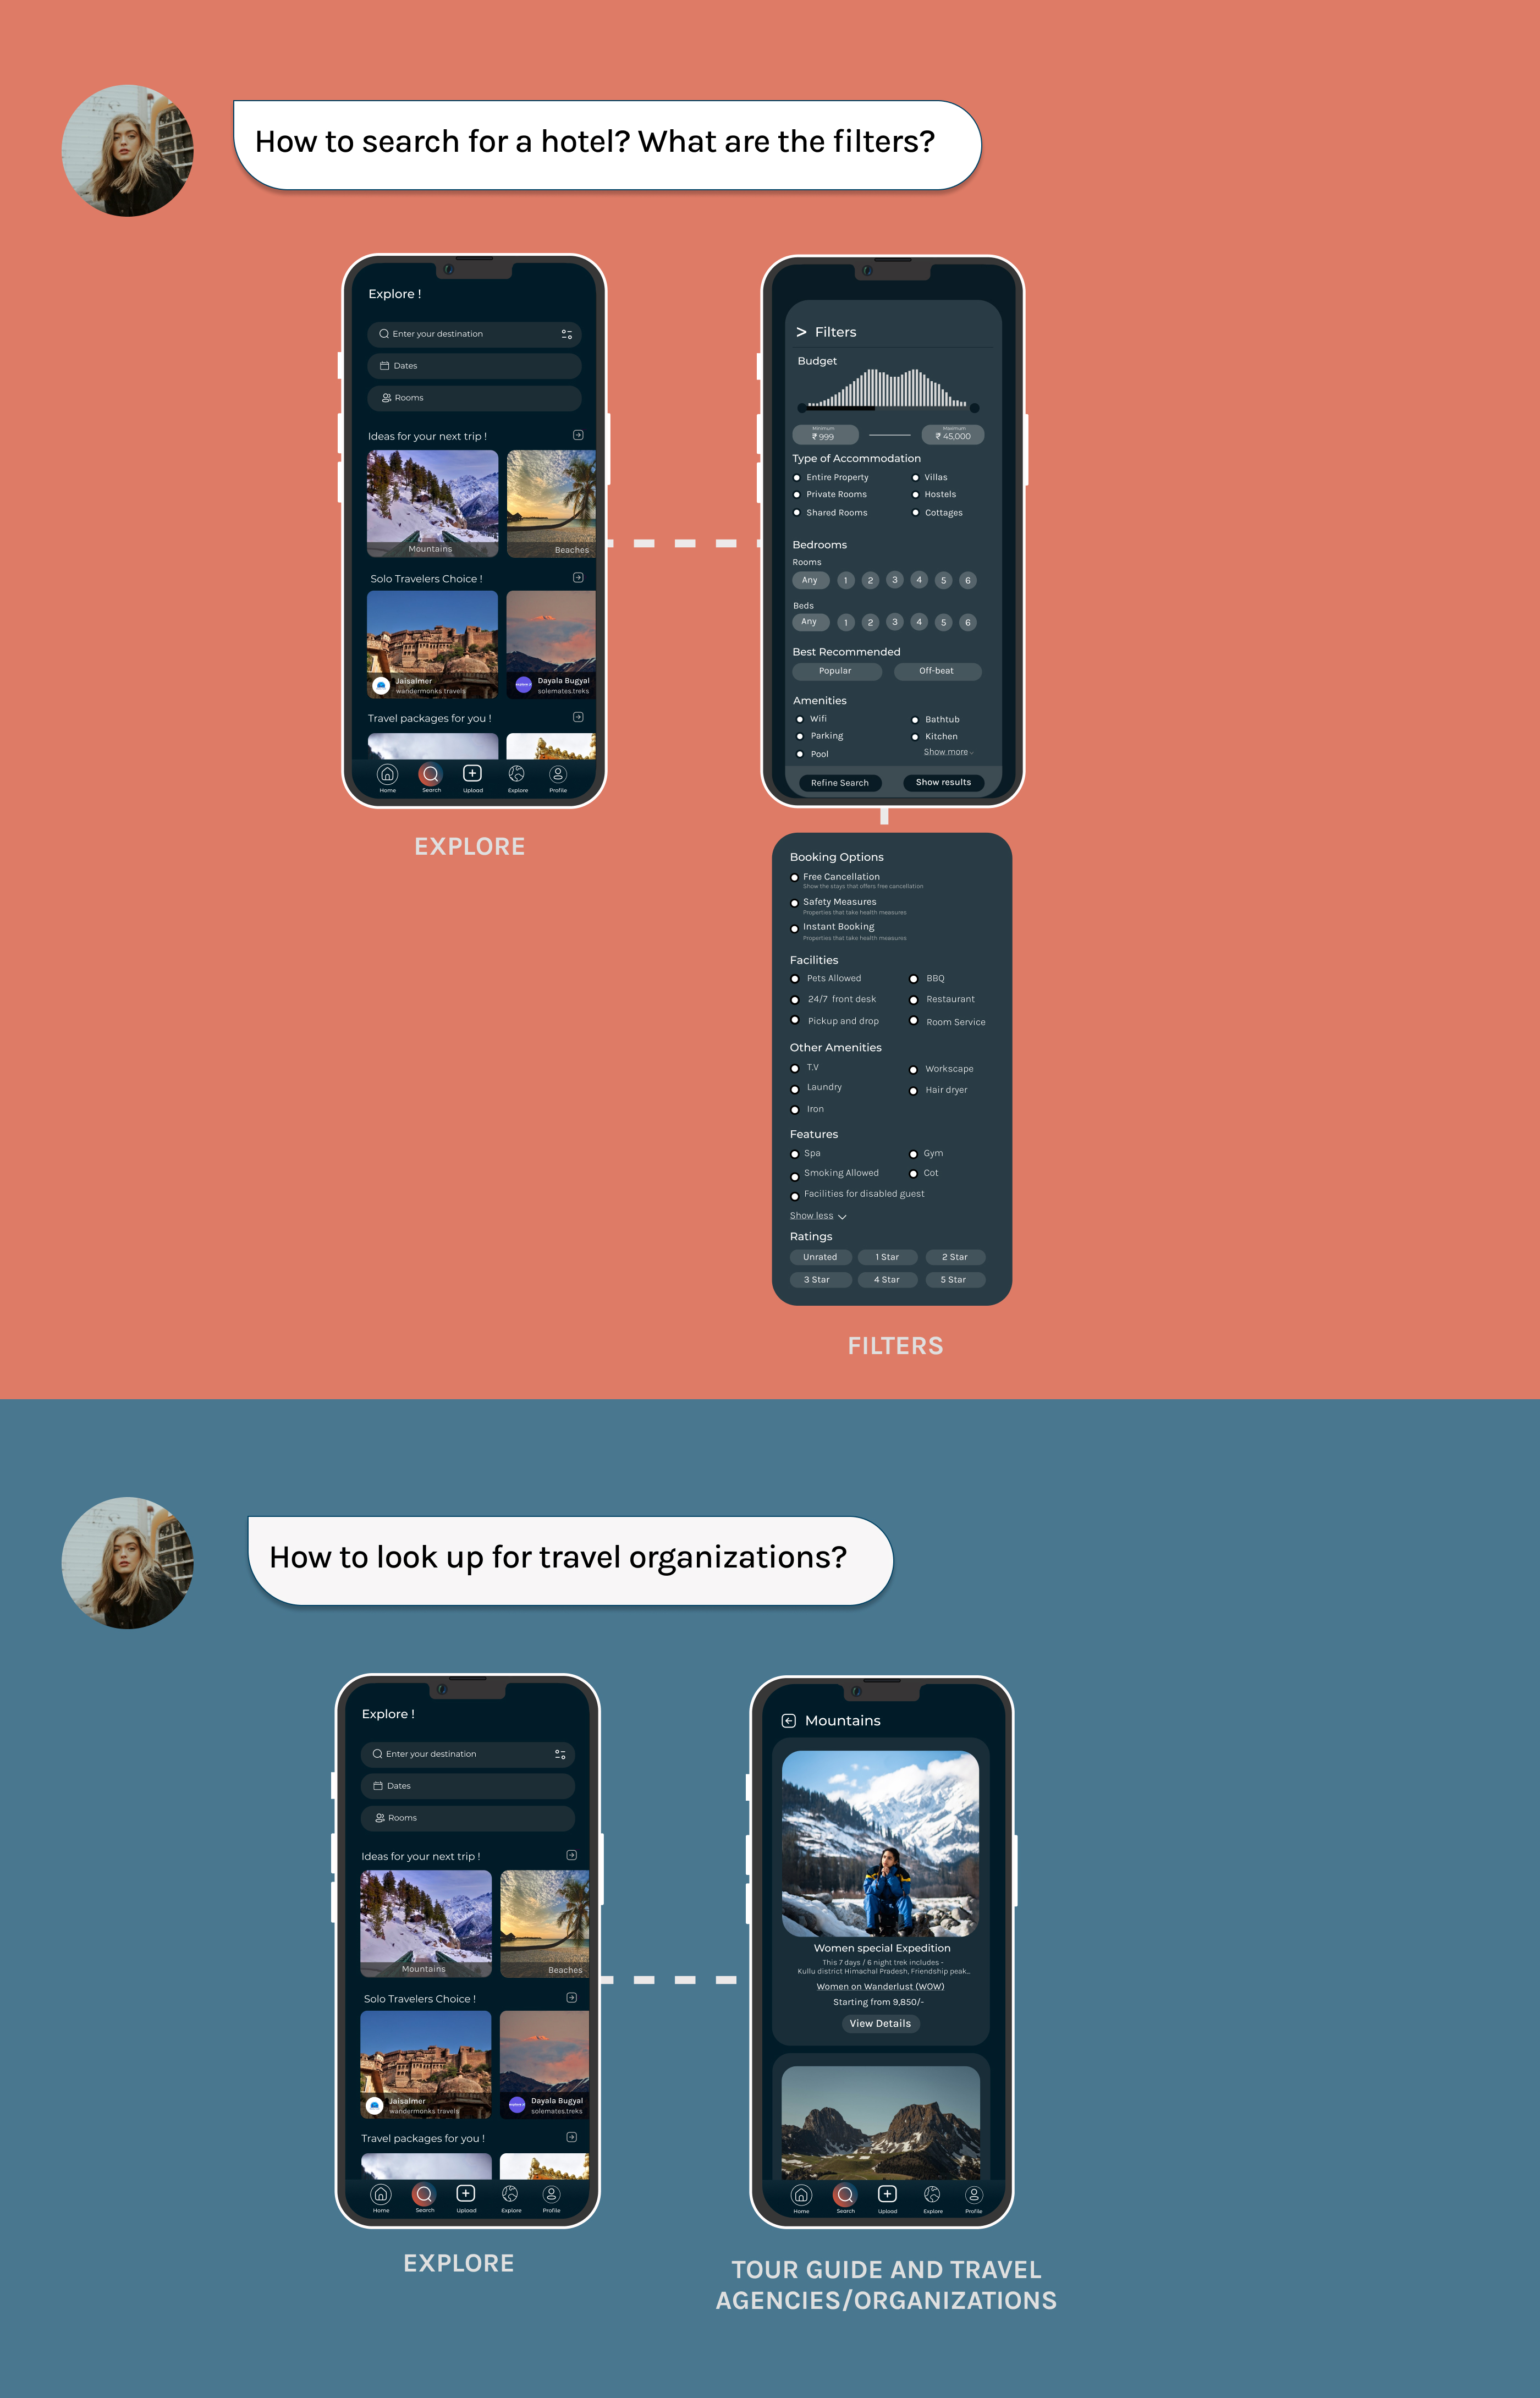 How to search for a hotel? What are the filters?
Explore !
Enter your destination
Dates
Rooms
Ideas for your next trip !
Mountains
Beaches
Solo Travelers Choice !
Jaisalmer
wandermonks travels
Dayala Bugyal
solemates.treks
Travel packages for you !
Home Search Upload Explore Profile
EXPLORE
> Filters
Budget
Minimum
₹ 999
Maximum
₹ 45,000
Type of Accommodation
Entire Property Villas
Private Rooms Hostels
Shared Rooms Cottages
Bedrooms
Rooms
Any 1 2 3 4 5 6
Beds
Any 1 2 3 4 5 6
Best Recommended
Popular Off-beat
Amenities
Wifi Bathtub
Parking Kitchen
Pool Show more
Refine Search Show results
Booking Options
Free Cancellation
Show the stays that offers free cancellation
Safety Measures
Properties that take health measures
Instant Booking
Properties that take health measures
Facilities
Pets Allowed BBQ
24/7 front desk Restaurant
Pickup and drop Room Service
Other Amenities
T.V Workscape
Laundry Hair dryer
Iron
Features
Spa Gym
Smoking Allowed Cot
Facilities for disabled guest
Show less
Ratings
Unrated 1 Star 2 Star
3 Star 4 Star 5 Star
FILTERS
How to look up for travel organizations?
Explore !
Enter your destination
Dates
Rooms
Ideas for your next trip !
Mountains
Beaches
Solo Travelers Choice !
Jaisalmer
wandermonks travels
Dayala Bugyal
solemates.treks
Travel packages for you !
Home Search Upload Explore Profile
EXPLORE
Mountains
Women special Expedition
This 7 days / 6 night trek includes -
Kullu district Himachal Pradesh, Friendship peak...
Women on Wanderlust (WOW)
Starting from 9,850/-
View Details
Home Search Upload Explore Profile
TOUR GUIDE AND TRAVEL
AGENCIES/ORGANIZATIONS